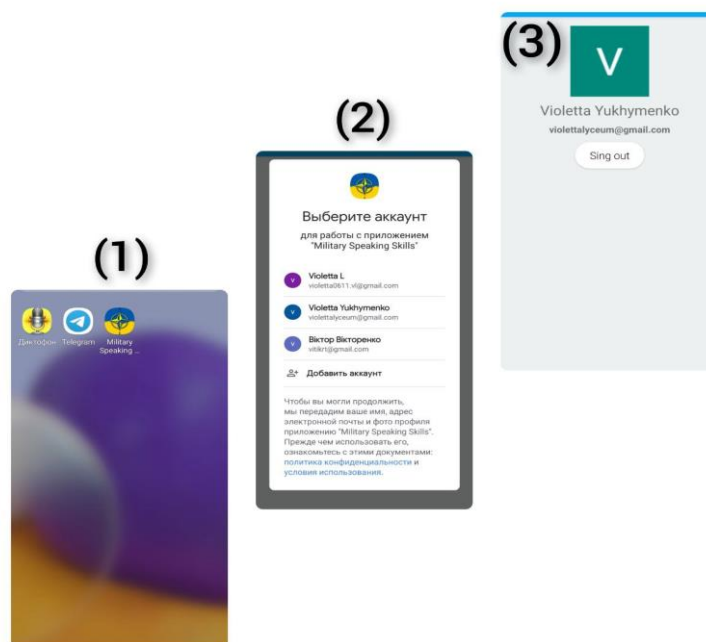 (1)
Диктофон
Telegram
Military
Speaking ...
(2)
Выберите аккаунт
для работы с приложением
"Military Speaking Skills"
V
Violetta L
violetta0611.vl@gmail.com
V
Violetta Yukhymenko
violettalyceum@gmail.com
V
Віктор Вікторенко
vitikrt@gmail.com
Добавить аккаунт
Чтобы вы могли продолжить,
мы передадим ваше имя, адрес
электронной почты и фото профиля
приложению "Military Speaking Skills".
Прежде чем использовать его,
ознакомьтесь с этими документами:
политика конфиденциальности и
условия использования.
(3)
V
Violetta Yukhymenko
violettalyceum@gmail.com
Sing out